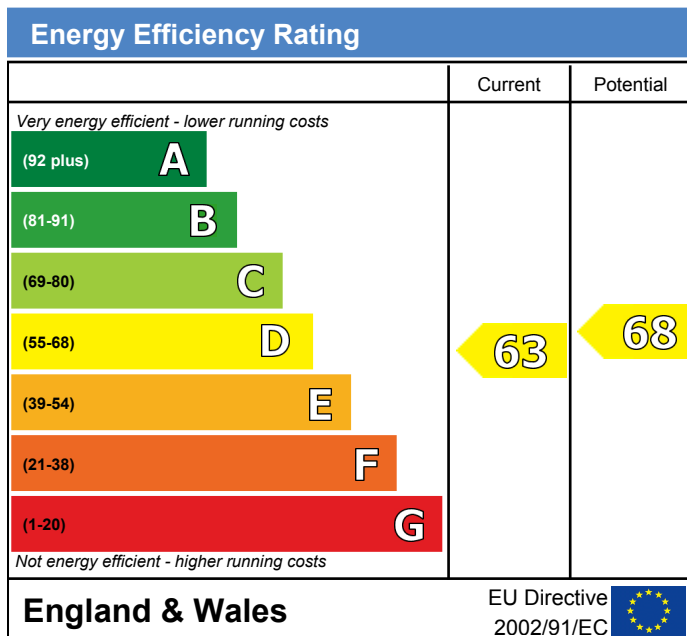 Energy Efficiency Rating
Current Potential
Very energy efficient - lower running costs
(92 plus) A
(81-91) B
(69-80) C
(55-68) D
63 68
(39-54) E
(21-38) F
(1-20) G
Not energy efficient - higher running costs
England & Wales
EU Directive
2002/91/EC